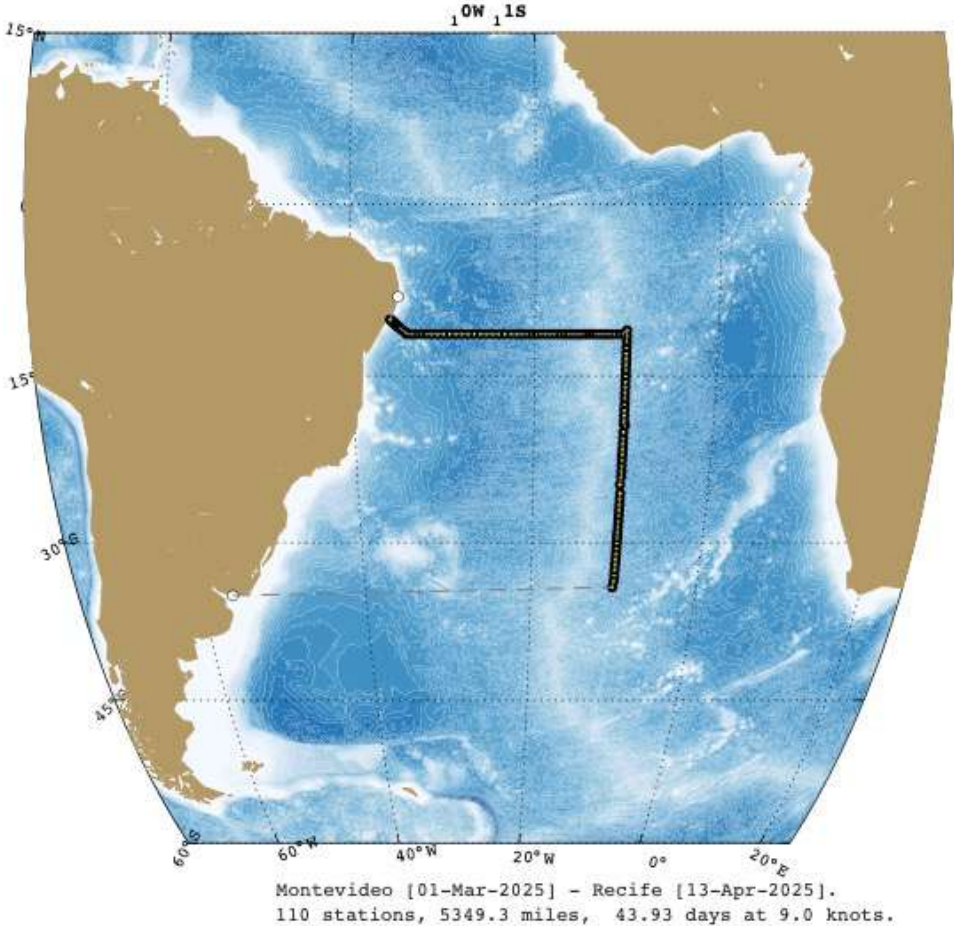 ₁0W ₁1S
15°N
15°
30°S
45°S
60°S
60°W
40°W
20°W
0°
20°E
Montevideo [01-Mar-2025] - Recife [13-Apr-2025].
110 stations, 5349.3 miles, 43.93 days at 9.0 knots.